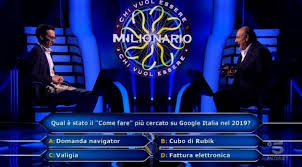 CHI VUOL ESSERE
MILIONARIO
CHI VUOL ESSERE
Qual è stato il "Come fare" più cercato su Google Italia nel 2019?
A: Domanda navigator
B: Cubo di Rubik
C: Valigia
D: Fattura elettronica
5